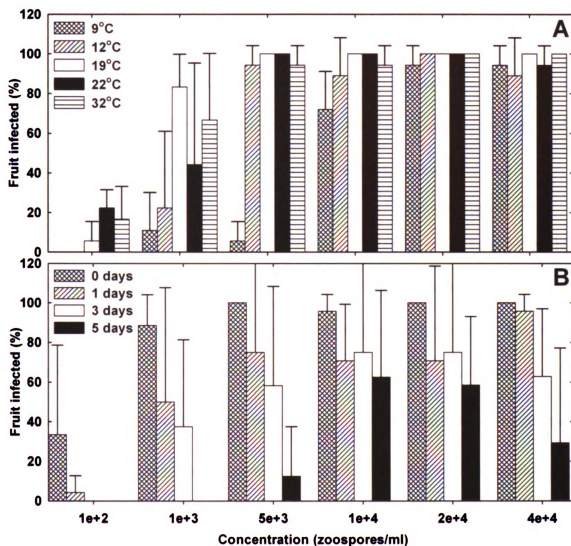 A
120
100
80
60
40
20
0
Fruit infected (%)
9°C
12°C
19°C
22°C
32°C
B
120
100
80
60
40
20
0
Fruit infected (%)
0 days
1 days
3 days
5 days
1e+2 1e+3 5e+3 1e+4 2e+4 4e+4
Concentration (zoospores/ml)